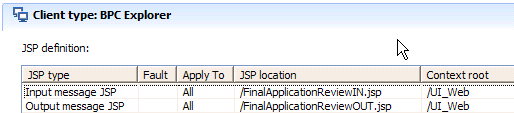 Client type: BPC Explorer
JSP definition:
JSP type Fault Apply To JSP location Context root
Input message JSP All /FinalApplicationReviewIN.jsp /UI_Web
Output message JSP All /FinalApplicationReviewOUT.jsp /UI_Web